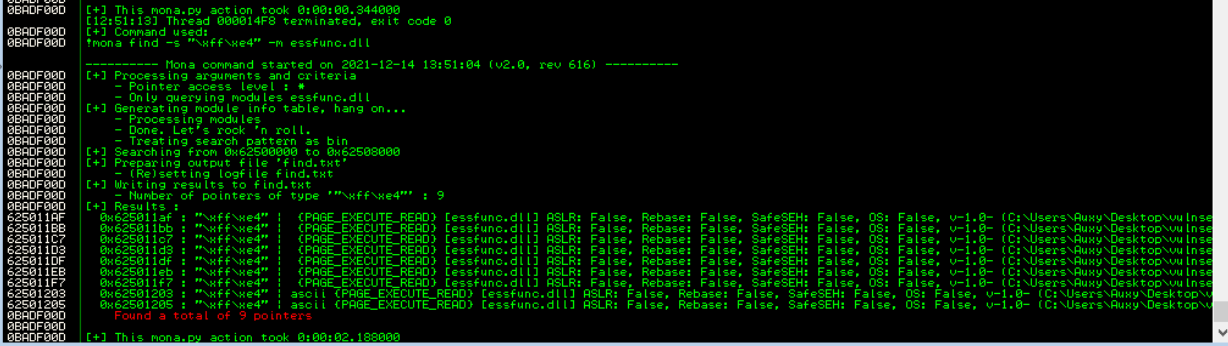 0BADF00D [+] This mona.py action took 0:00:00.344000
[12:51:13] Thread 000014F8 terminated, exit code 0
0BADF00D [+] Command used:
0BADF00D !mona find -s "\xff\xe4" -m essfunc.dll
---------- Mona command started on 2021-12-14 13:51:04 (v2.0, rev 616) ----------
0BADF00D [+] Processing arguments and criteria
0BADF00D - Pointer access level : *
0BADF00D - Only querying modules essfunc.dll
0BADF00D [+] Generating module info table, hang on...
0BADF00D - Processing modules
0BADF00D - Done. Let's rock 'n roll.
0BADF00D - Treating search pattern as bin
0BADF00D [+] Searching from 0x62500000 to 0x62508000
0BADF00D [+] Preparing output file 'find.txt'
0BADF00D - (Re)setting logfile find.txt
0BADF00D [+] Writing results to find.txt
0BADF00D - Number of pointers of type '"\xff\xe4"' : 9
0BADF00D [+] Results :
625011AF 0x625011af : "\xff\xe4" | {PAGE_EXECUTE_READ} [essfunc.dll] ASLR: False, Rebase: False, SafeSEH: False, OS: False, v-1.0- (C:\Users\Auxy\Desktop\vulnse
625011BB 0x625011bb : "\xff\xe4" | {PAGE_EXECUTE_READ} [essfunc.dll] ASLR: False, Rebase: False, SafeSEH: False, OS: False, v-1.0- (C:\Users\Auxy\Desktop\vulnse
625011C7 0x625011c7 : "\xff\xe4" | {PAGE_EXECUTE_READ} [essfunc.dll] ASLR: False, Rebase: False, SafeSEH: False, OS: False, v-1.0- (C:\Users\Auxy\Desktop\vulnse
625011D3 0x625011d3 : "\xff\xe4" | {PAGE_EXECUTE_READ} [essfunc.dll] ASLR: False, Rebase: False, SafeSEH: False, OS: False, v-1.0- (C:\Users\Auxy\Desktop\vulnse
625011DF 0x625011df : "\xff\xe4" | {PAGE_EXECUTE_READ} [essfunc.dll] ASLR: False, Rebase: False, SafeSEH: False, OS: False, v-1.0- (C:\Users\Auxy\Desktop\vulnse
625011EB 0x625011eb : "\xff\xe4" | {PAGE_EXECUTE_READ} [essfunc.dll] ASLR: False, Rebase: False, SafeSEH: False, OS: False, v-1.0- (C:\Users\Auxy\Desktop\vulnse
625011F7 0x625011f7 : "\xff\xe4" | {PAGE_EXECUTE_READ} [essfunc.dll] ASLR: False, Rebase: False, SafeSEH: False, OS: False, v-1.0- (C:\Users\Auxy\Desktop\vulnse
62501203 0x62501203 : "\xff\xe4" | ascii {PAGE_EXECUTE_READ} [essfunc.dll] ASLR: False, Rebase: False, SafeSEH: False, OS: False, v-1.0- (C:\Users\Auxy\Desktop\v
62501205 0x62501205 : "\xff\xe4" | ascii {PAGE_EXECUTE_READ} [essfunc.dll] ASLR: False, Rebase: False, SafeSEH: False, OS: False, v-1.0- (C:\Users\Auxy\Desktop\v
0BADF00D Found a total of 9 pointers
0BADF00D
0BADF00D [+] This mona.py action took 0:00:02.188000